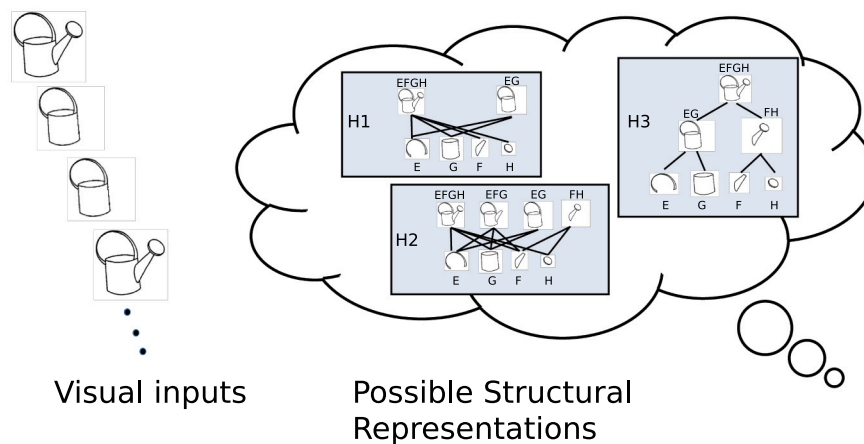 EFGH EG
H1
E G F H
EFGH EFG EG FH
H2
E G F H
EFGH
EG FH
H3
E G F H
Visual inputs
Possible Structural
Representations